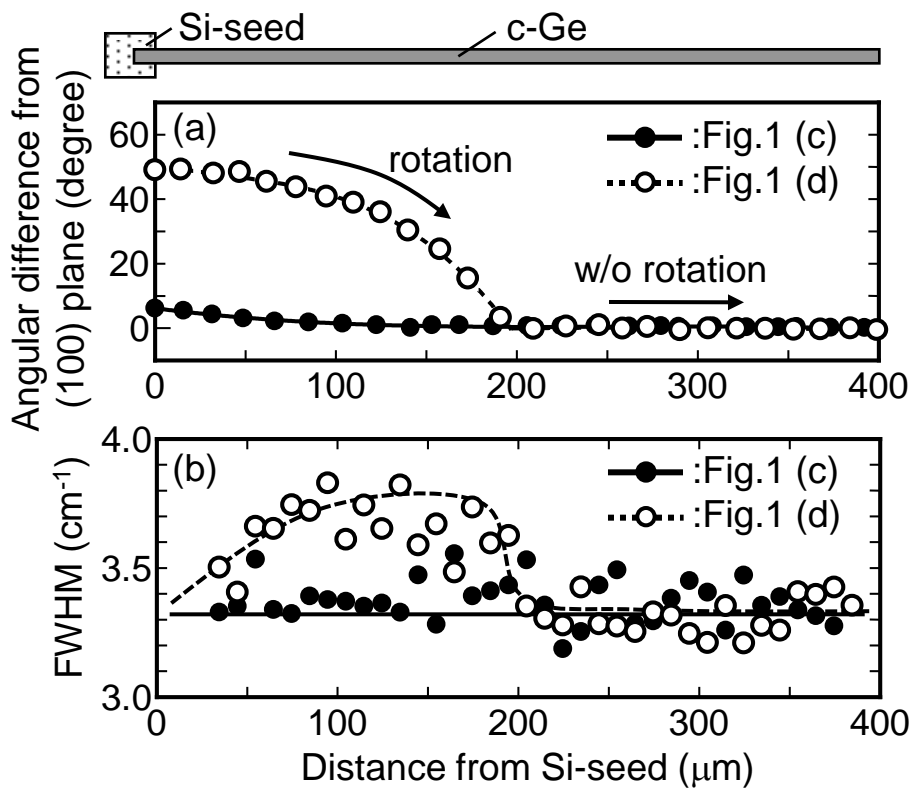 Si-seed
c-Ge
Angular difference from
(100) plane (degree)
(a)
:Fig.1 (c)
:Fig.1 (d)
rotation
w/o rotation
60
40
20
0
0 100 200 300 400
FWHM (cm-1)
(b)
:Fig.1 (c)
:Fig.1 (d)
4.0
3.5
3.0
0 100 200 300 400
Distance from Si-seed (μm)